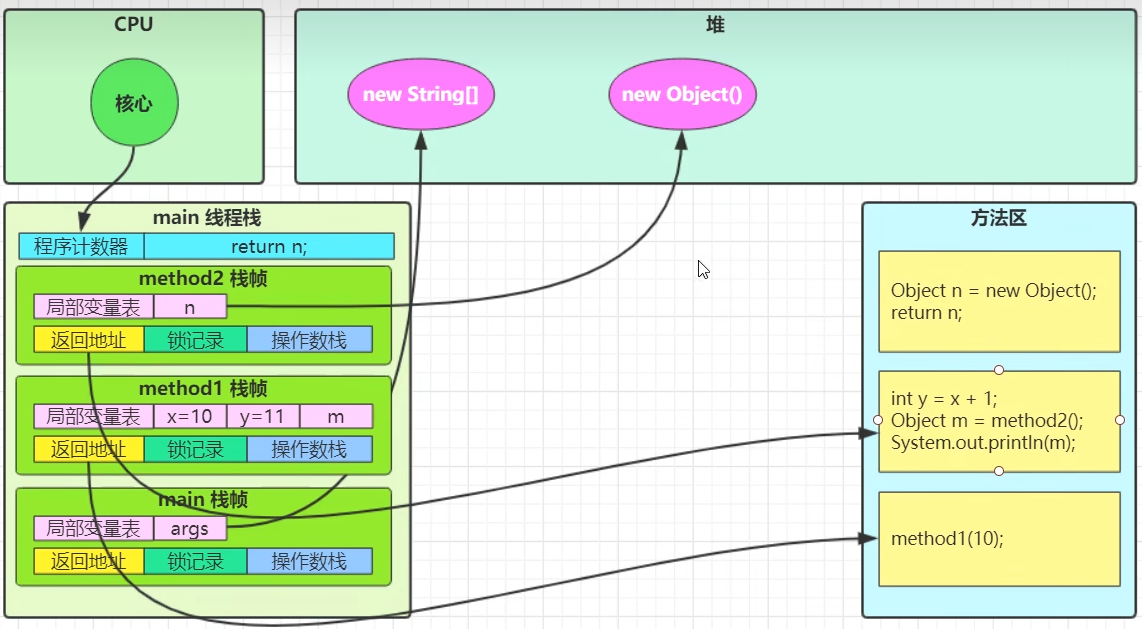 CPU
核心
堆
new String[]
new Object()
main 线程栈
程序计数器
return n;
method2 栈帧
局部变量表
n
返回地址
锁记录
操作数栈
method1 栈帧
局部变量表
x=10
y=11
m
返回地址
锁记录
操作数栈
main 栈帧
局部变量表
args
返回地址
锁记录
操作数栈
方法区
Object n = new Object();
return n;
int y = x + 1;
Object m = method2();
System.out.println(m);
method1(10);